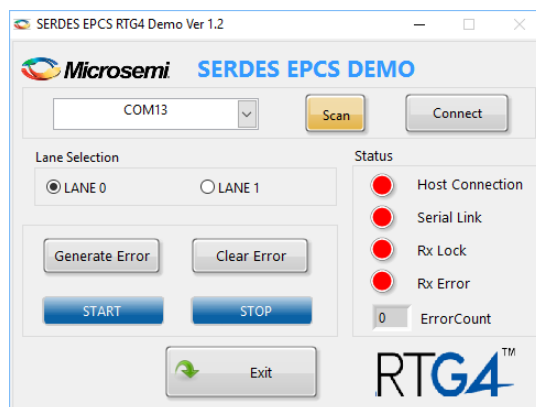 SERDES EPCS RTG4 Demo Ver 1.2
Microsemi SERDES EPCS DEMO
COM13 Scan Connect
Lane Selection Status
LANE 0 LANE 1 Host Connection
Serial Link
Generate Error Clear Error Rx Lock
Rx Error
START STOP 0 ErrorCount
Exit RTG4™